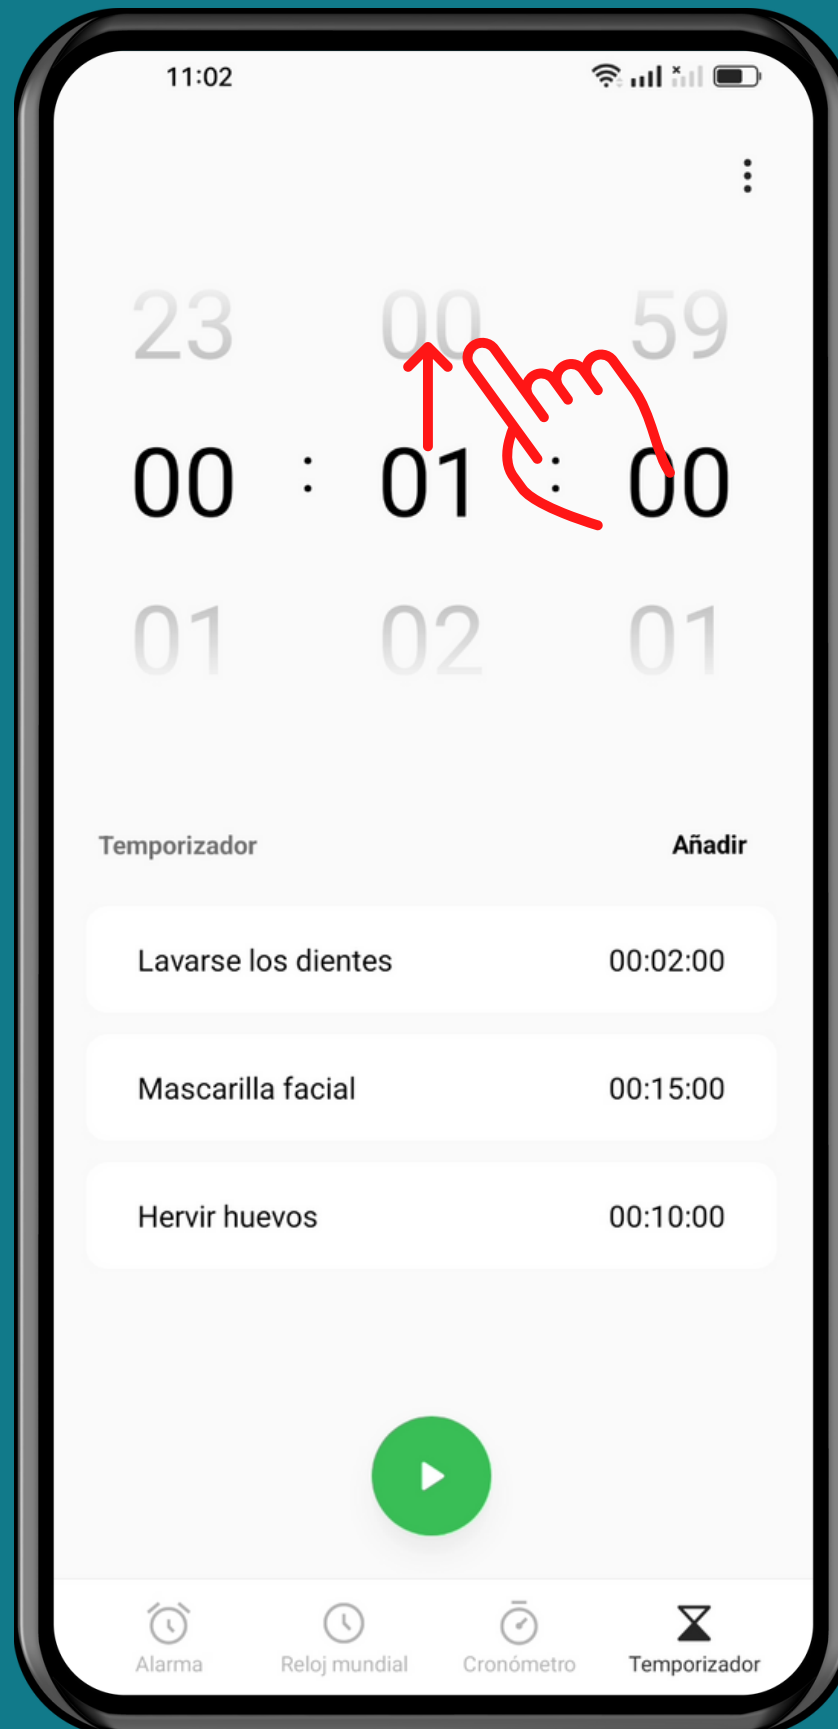 11:02
23 00 59
00 : 01 : 00
01 02 01
Temporizador Añadir
Lavarse los dientes 00:02:00
Mascarilla facial 00:15:00
Hervir huevos 00:10:00
Alarma Reloj mundial Cronómetro Temporizador